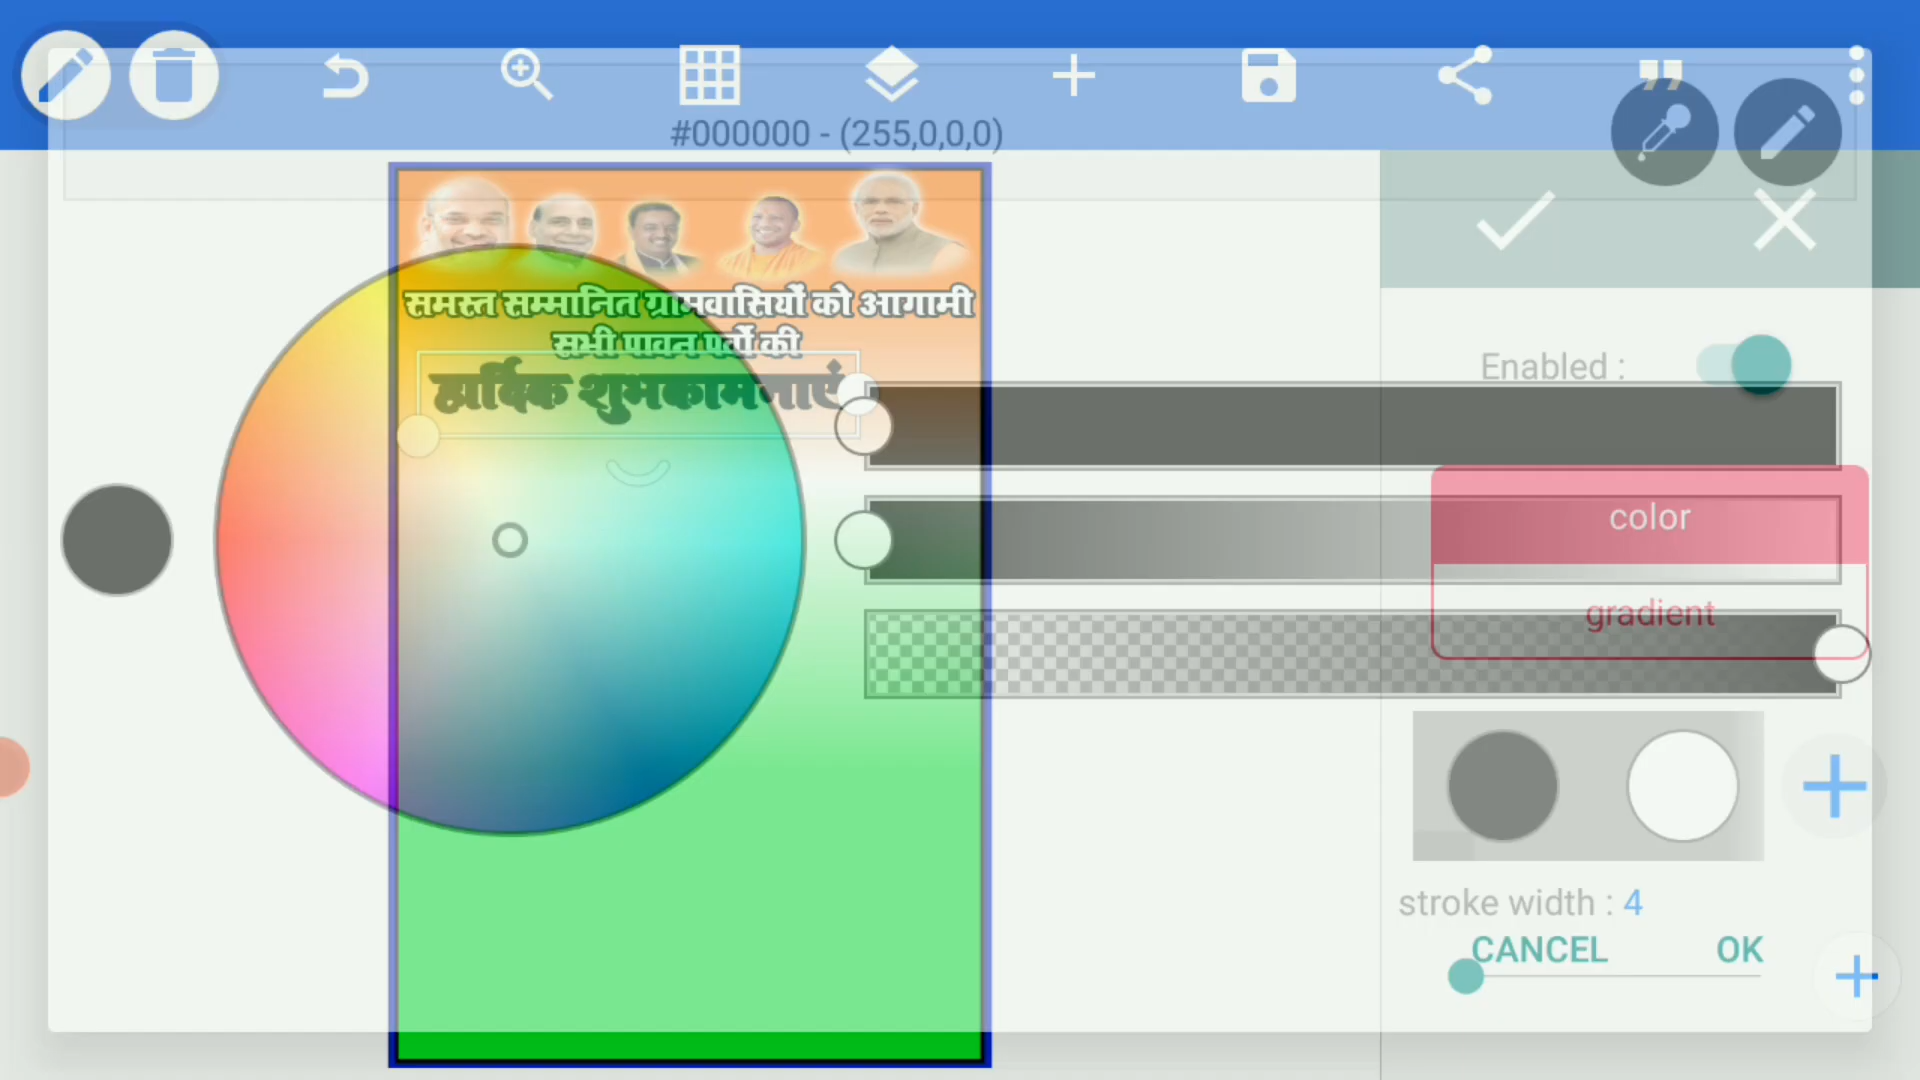 #000000 - (255,0,0,0)
समस्त सम्मानित ग्रामवासियों को आगामी
सभी पावन पर्वो की
हार्दिक शुभकामनाएं
Enabled :
color
gradient
stroke width : 4
CANCEL OK